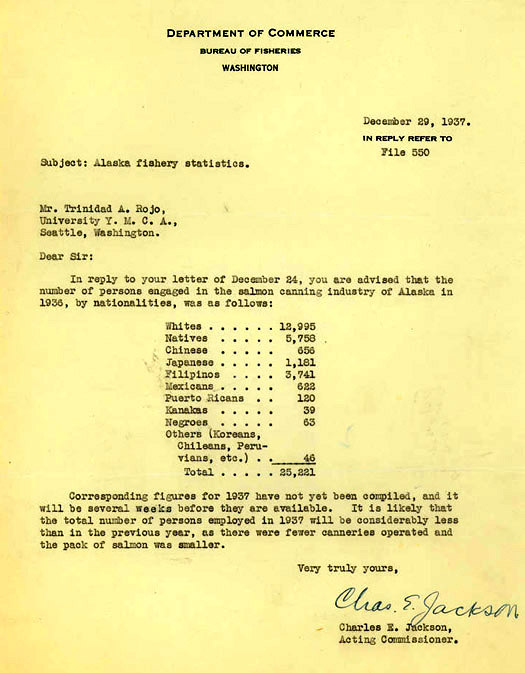 DEPARTMENT OF COMMERCE
BUREAU OF FISHERIES
WASHINGTON
December 29, 1937.
IN REPLY REFER TO
File 550
Subject: Alaska fishery statistics.
Mr. Trinidad A. Rojo,
University Y. M. C. A.,
Seattle, Washington.
Dear Sir:
In reply to your letter of December 24, you are advised that the
number of persons engaged in the salmon canning industry of Alaska in
1936, by nationalities, was as follows:
Whites . . . . . . 12,995
Natives . . . . . 5,758
Chinese . . . . . 656
Japanese . . . . . 1,181
Filipinos . . . . 3,741
Mexicans . . . . . 622
Puerto Ricans . . 120
Kanakas . . . . . 39
Negroes . . . . . 63
Others (Koreans,
Chileans, Peru-
vians, etc.) . . 46
Total . . . . . 25,221
Corresponding figures for 1937 have not yet been compiled, and it
will be several weeks before they are available. It is likely that
the total number of persons employed in 1937 will be considerably less
than in the previous year, as there were fewer canneries operated and
the pack of salmon was smaller.
Very truly yours,
Chas. E. Jackson
Charles E. Jackson,
Acting Commissioner.